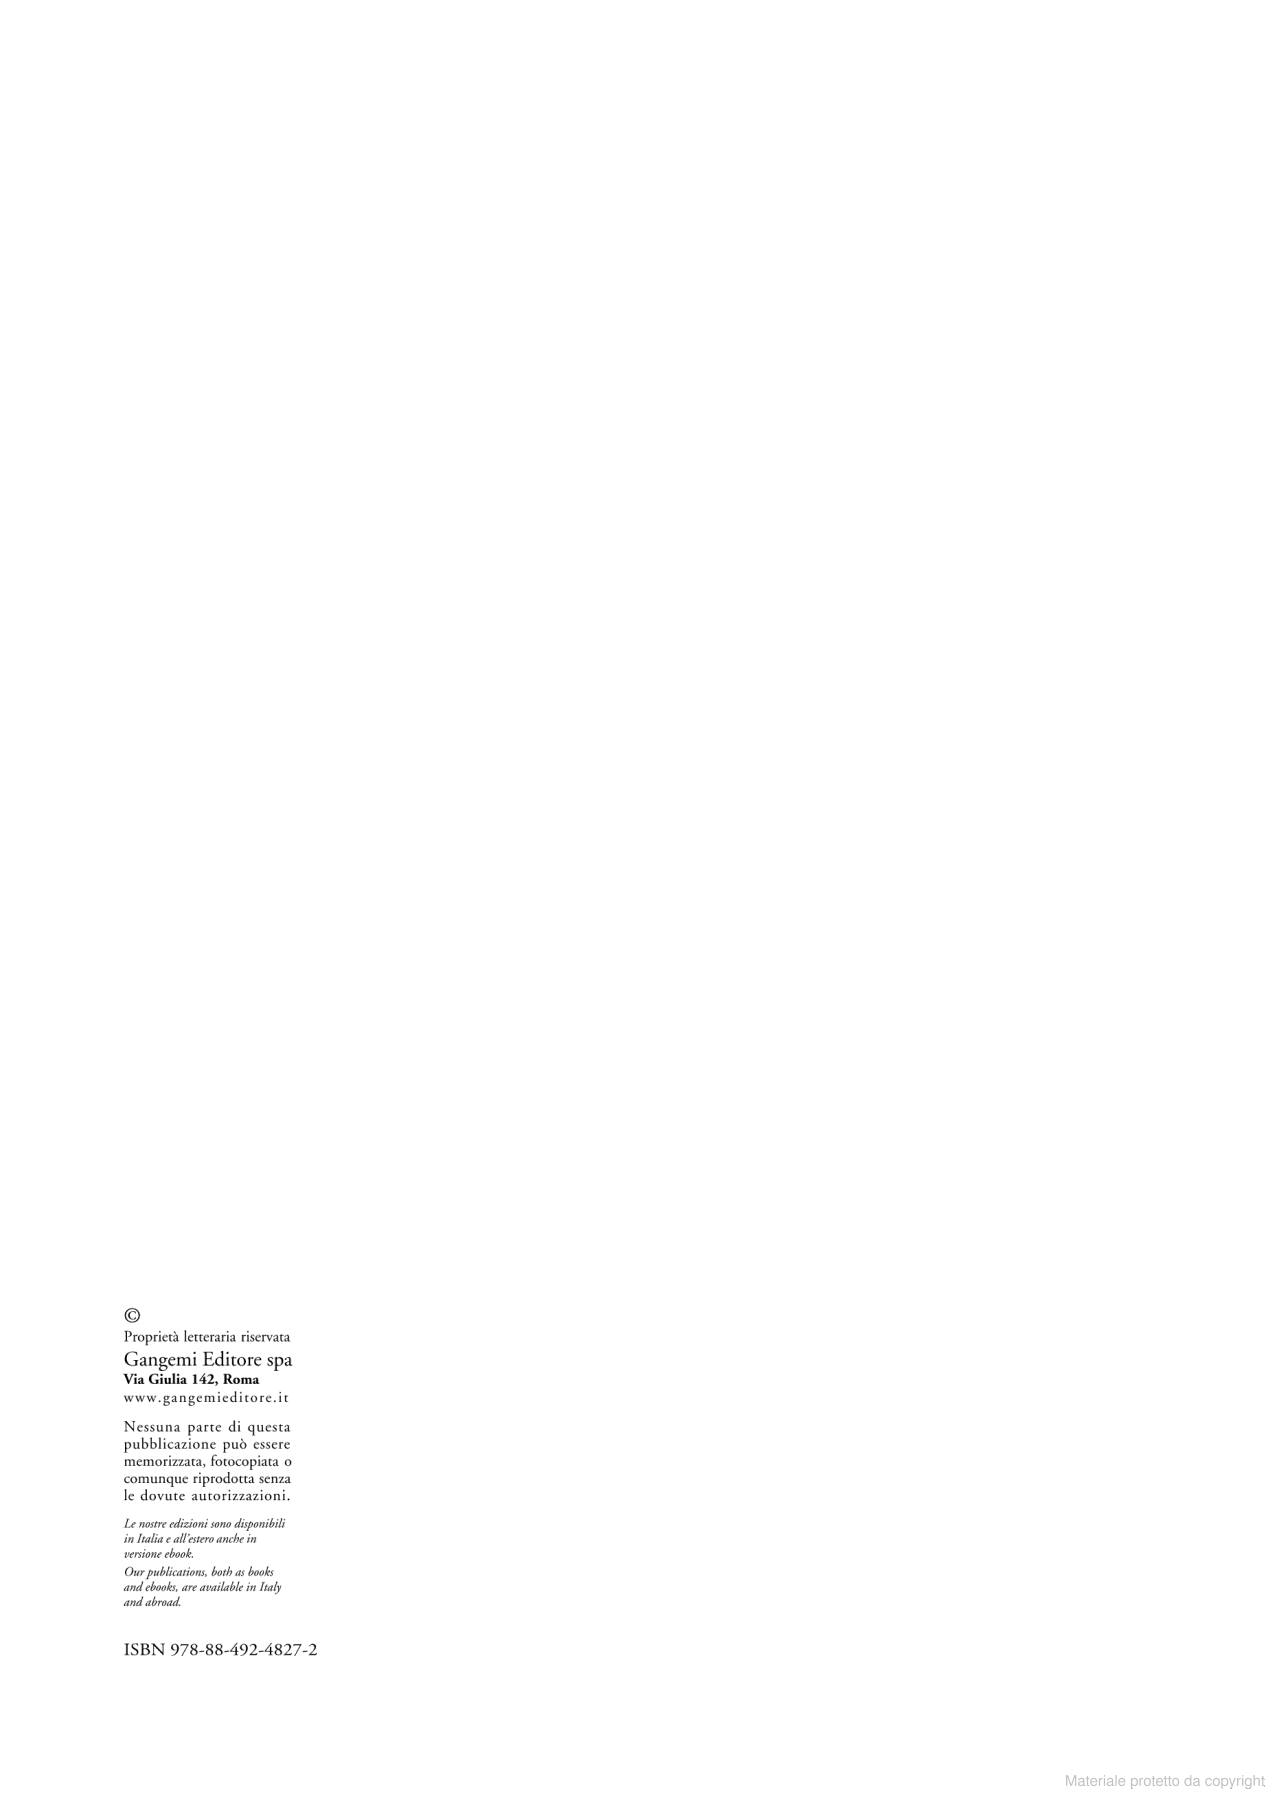 ©
Proprietà letteraria riservata
Gangemi Editore spa
Via Giulia 142, Roma
www.gangemieditore.it
Nessuna parte di questa
pubblicazione può essere
memorizzata, fotocopiata o
comunque riprodotta senza
le dovute autorizzazioni.
Le nostre edizioni sono disponibili
in Italia e all'estero anche in
versione ebook.
Our publications, both as books
and ebooks, are available in Italy
and abroad.
ISBN 978-88-492-4827-2
Materiale protetto da copyright